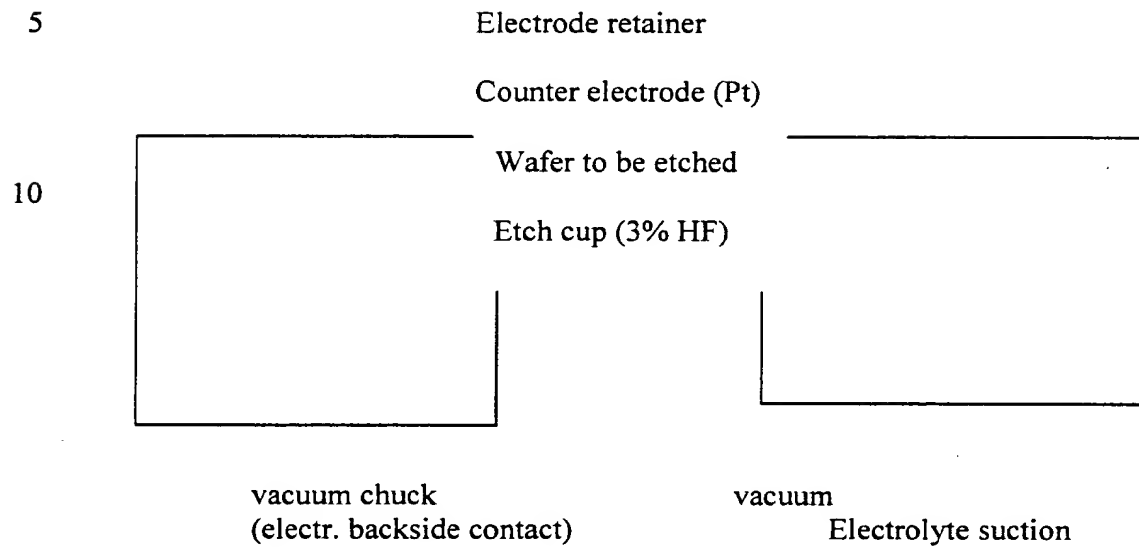 5 Electrode retainer
Counter electrode (Pt)
Wafer to be etched
10
Etch cup (3% HF)
vacuum chuck vacuum
(electr. backside contact) Electrolyte suction